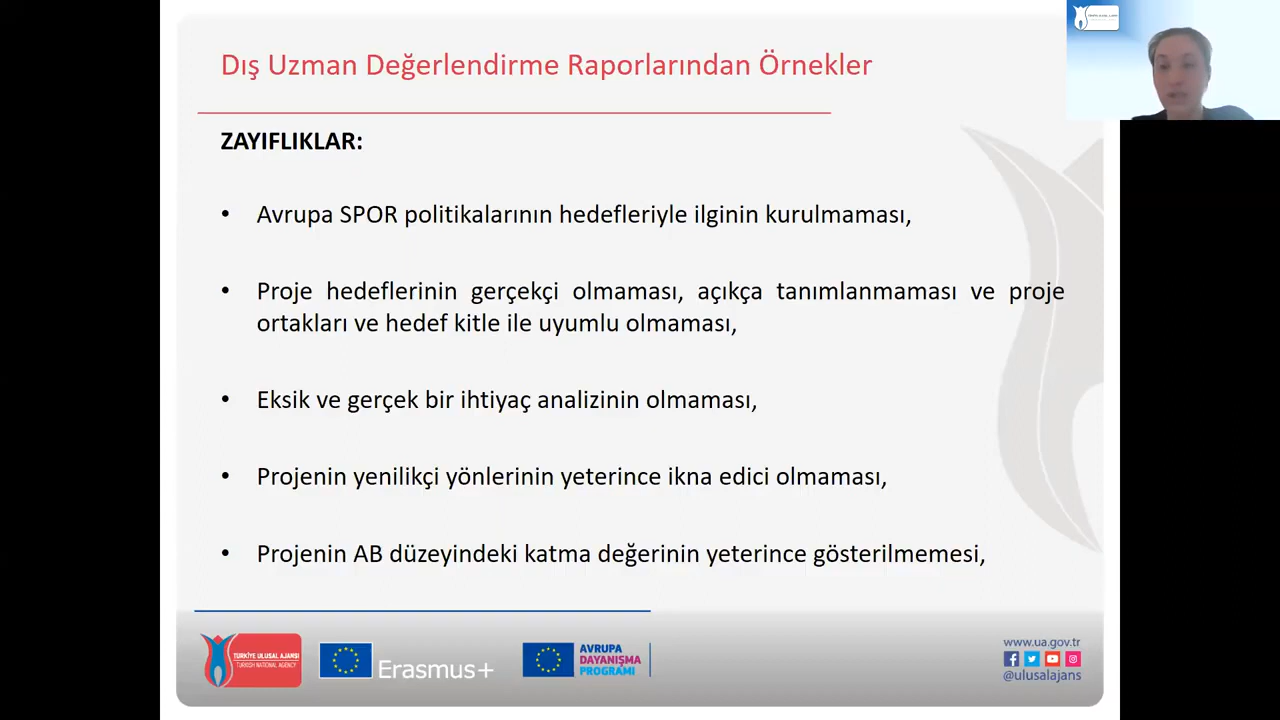 Dış Uzman Değerlendirme Raporlarından Örnekler
ZAYIFLIKLAR:
• Avrupa SPOR politikalarının hedefleriyle ilginin kurulmaması,
• Proje hedeflerinin gerçekçi olmaması, açıkça tanımlanmaması ve proje
ortakları ve hedef kitle ile uyumlu olmaması,
• Eksik ve gerçek bir ihtiyaç analizinin olmaması,
• Projenin yenilikçi yönlerinin yeterince ikna edici olmaması,
• Projenin AB düzeyindeki katma değerinin yeterince gösterilmemesi,
TÜRKİYE ULUSAL AJANSI
TURKISH NATIONAL AGENCY
Erasmus+
AVRUPA
DAYANIŞMA
PROGRAMI
www.ua.gov.tr
@ulusalajans